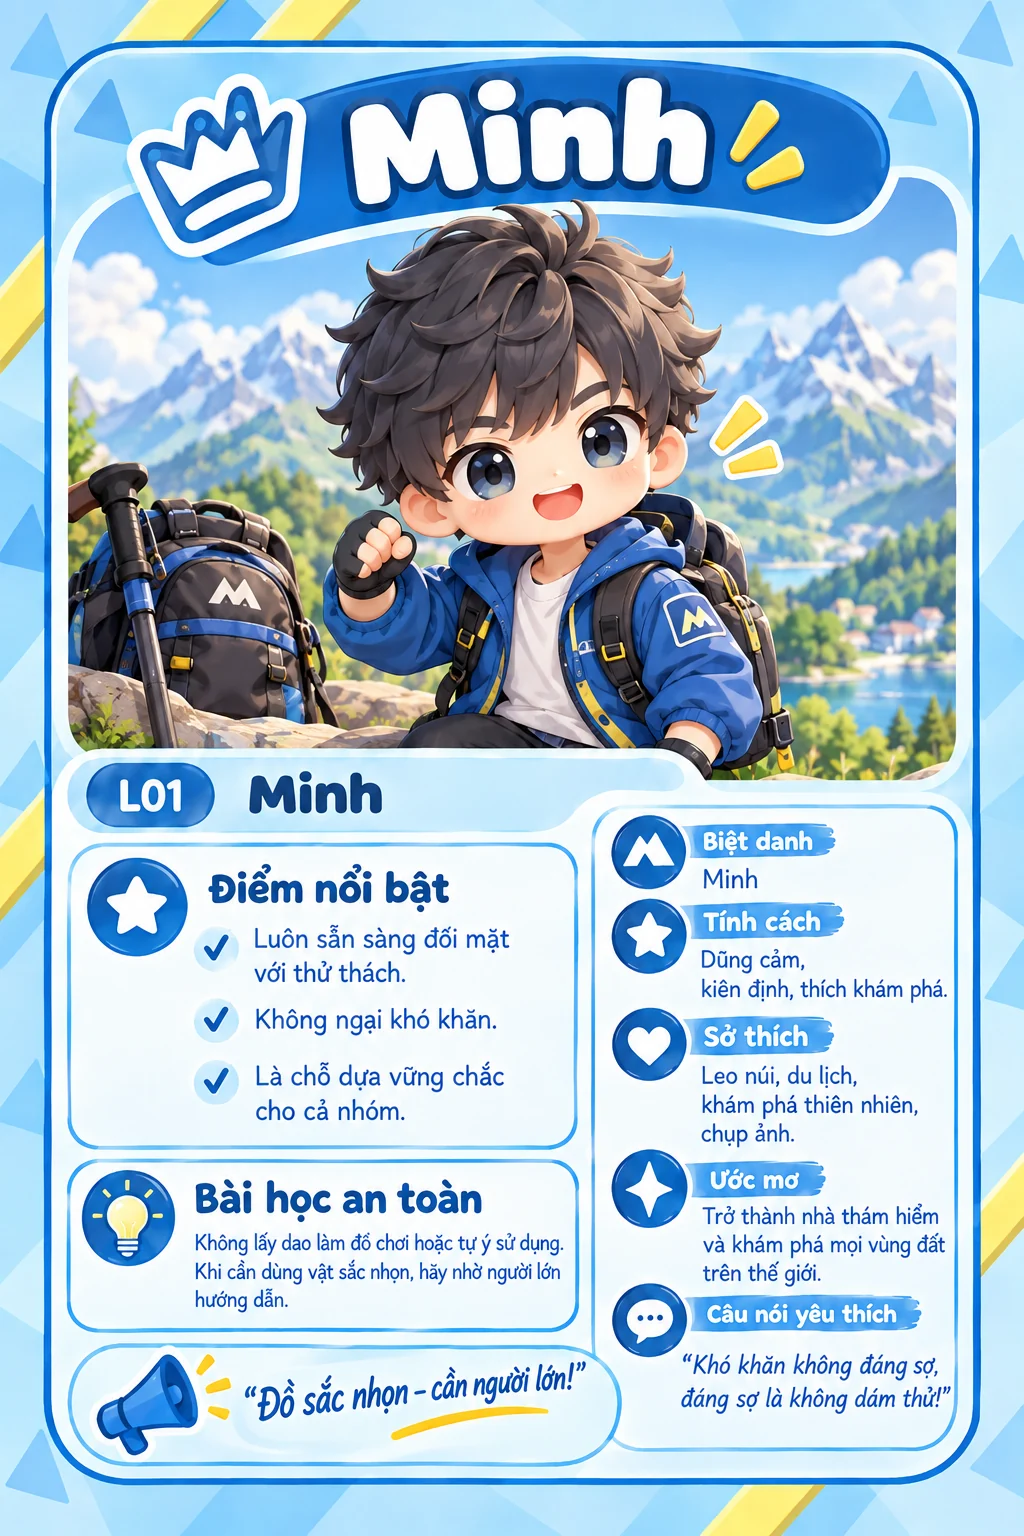 Minh
L01
Minh
Điểm nổi bật
Luôn sẵn sàng đối mặt
với thử thách.
Không ngại khó khăn.
Là chỗ dựa vững chắc
cho cả nhóm.
Bài học an toàn
Không lấy dao làm đồ chơi hoặc tự ý sử dụng.
Khi cần dùng vật sắc nhọn, hãy nhờ người lớn
hướng dẫn.
“Đồ sắc nhọn – cần người lớn!”
Biệt danh
Minh
Tính cách
Dũng cảm,
kiên định, thích khám phá.
Sở thích
Leo núi, du lịch,
khám phá thiên nhiên,
chụp ảnh.
Ước mơ
Trở thành nhà thám hiểm
và khám phá mọi vùng đất
trên thế giới.
Câu nói yêu thích
“Khó khăn không đáng sợ,
đáng sợ là không dám thử!”